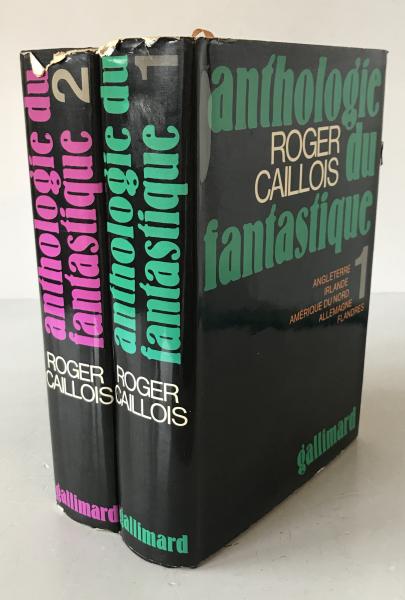 anthologie du
fantastique
2
ROGER
CAILLOIS
gallimard
anthologie du
fantastique
1
ROGER
CAILLOIS
gallimard
anthologie
ROGER
CAILLOIS
du
fantastique
1
ANGLETERRE
IRLANDE
AMÉRIQUE DU NORD
ALLEMAGNE
FLANDRES
gallimard